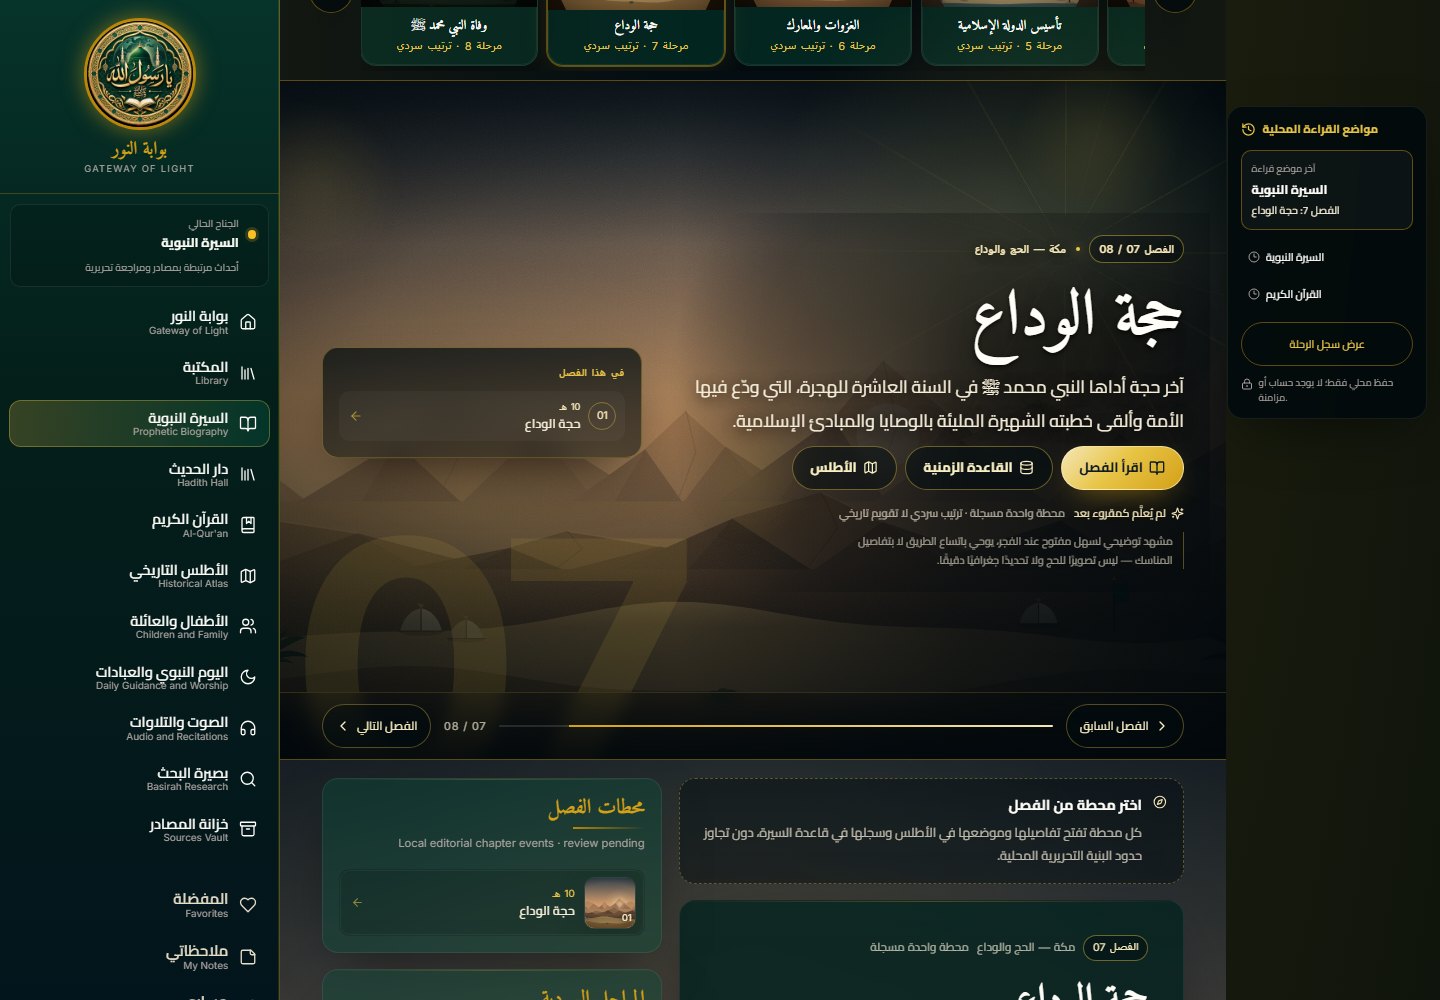 يا رسول الله
بوابة النور
GATEWAY OF LIGHT
الجناح الحالي
السيرة النبوية
أحداث مرتبطة بمصادر ومراجعة تحريرية
بوابة النور
Gateway of Light
المكتبة
Library
السيرة النبوية
Prophetic Biography
دار الحديث
Hadith Hall
القرآن الكريم
Al-Qur'an
الأطلس التاريخي
Historical Atlas
الأطفال والعائلة
Children and Family
اليوم النبوي والعبادات
Daily Guidance and Worship
الصوت والتلاوات
Audio and Recitations
بصيرة البحث
Basirah Research
خزانة المصادر
Sources Vault
المفضلة
Favorites
ملاحظاتي
My Notes
تأسيس الدولة الإسلامية
مرحلة 5 · ترتيب سردي
الغزوات والمعارك
مرحلة 6 · ترتيب سردي
حجة الوداع
مرحلة 7 · ترتيب سردي
وفاة النبي محمد ﷺ
مرحلة 8 · ترتيب سردي
الفصل 07 / 08 • مكة — الحج والوداع
حجة الوداع
آخر حجة أداها النبي محمد ﷺ في السنة العاشرة للهجرة، التي ودّع فيها
الأمة وألقى خطبته الشهيرة المليئة بالوصايا والمبادئ الإسلامية.
اقرأ الفصل
القاعدة الزمنية
الأطلس
لم يُعلَّم كمقروء بعد محطة واحدة مسجلة · ترتيب سردي لا تقويم تاريخي
مشهد توضيحي لسهل مفتوح عند الفجر، يوحي باتساع الطريق لا بتفاصيل
المناسك — ليس تصويرًا للحج ولا تحديدًا جغرافيًا دقيقًا.
في هذا الفصل
01
10 هـ
حجة الوداع
07
الفصل السابق
08 / 07
الفصل التالي
اختر محطة من الفصل
كل محطة تفتح تفاصيلها وموضعها في الأطلس وسجلها في قاعدة السيرة، دون تجاوز
حدود البنية التحريرية المحلية.
الفصل 07 مكة — الحج والوداع محطة واحدة مسجلة
حجة الوداع
محطات الفصل
Local editorial chapter events · review pending
01
10 هـ
حجة الوداع
مواضع القراءة المحلية
آخر موضع قراءة
السيرة النبوية
الفصل 7: حجة الوداع
السيرة النبوية
القرآن الكريم
عرض سجل الرحلة
حفظ محلي فقط؛ لا يوجد حساب أو
مزامنة.